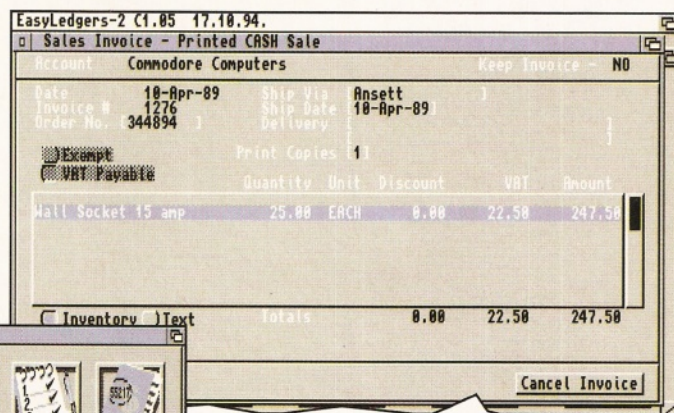 EasyLedgers-2 C1.05 17.10.94.
Sales Invoice - Printed CASH Sale
Account Commodore Computers Keep Invoice - NO
Date 10-Apr-89 Ship Via [Ansett ]
Invoice # 1276 Ship Date [10-Apr-89]
Order No. [344894 ] Delivery [ ]
[ ]
Exempt Print Copies [1]
VAT Payable
Quantity Unit Discount VAT Amount
Wall Socket 15 amp 25.00 EACH 0.00 22.50 247.50
Inventory Text Totals 0.00 22.50 247.50
Cancel Invoice